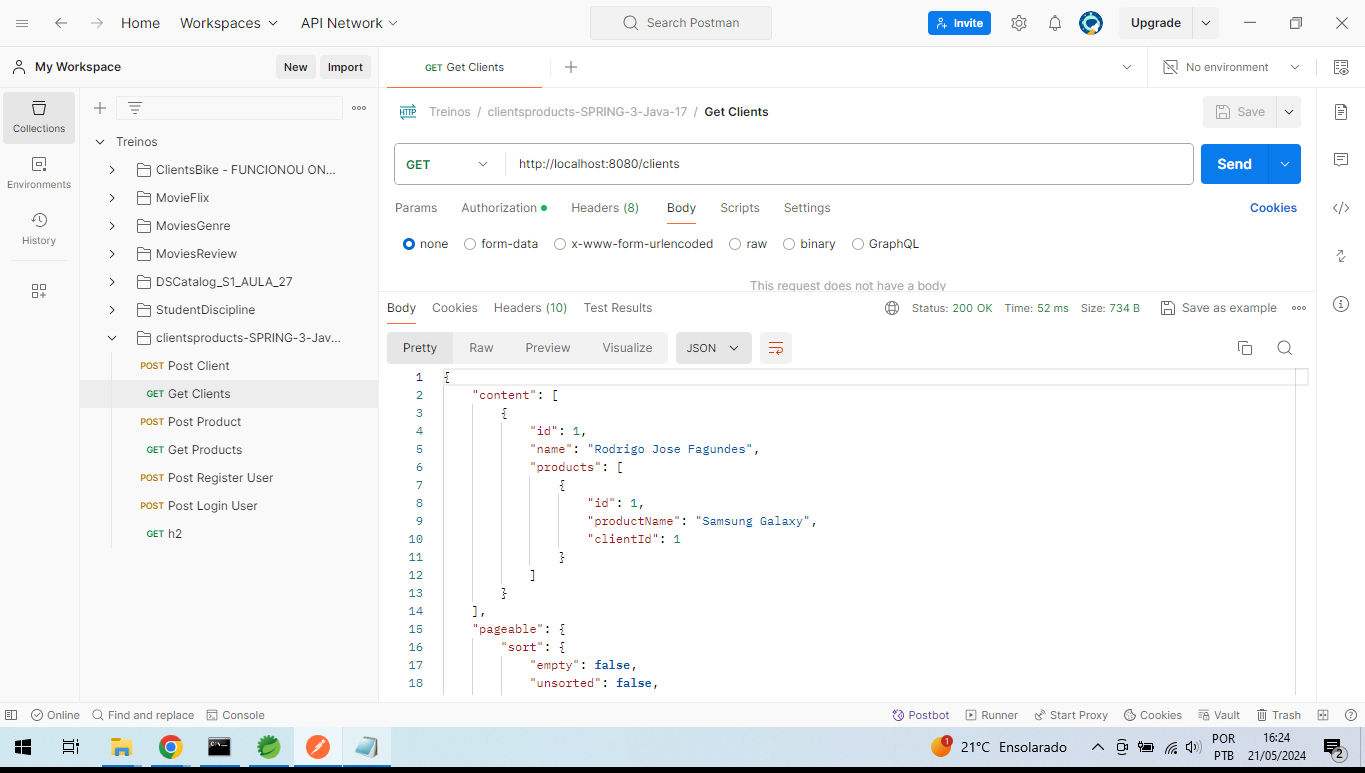 Home Workspaces API Network Search Postman Invite Upgrade
My Workspace New Import GET Get Clients No environment
Collections
Environments
History
Treinos
ClientsBike - FUNCIONOU ON...
MovieFlix
MoviesGenre
MoviesReview
DSCatalog_S1_AULA_27
StudentDiscipline
clientsproducts-SPRING-3-Jav...
POST Post Client
GET Get Clients
POST Post Product
GET Get Products
POST Post Register User
POST Post Login User
GET h2
HTTP Treinos / clientsproducts-SPRING-3-Java-17 / Get Clients Save
GET http://localhost:8080/clients Send
Params Authorization Headers (8) Body Scripts Settings Cookies
none form-data x-www-form-urlencoded raw binary GraphQL
This request does not have a body
Body Cookies Headers (10) Test Results Status: 200 OK Time: 52 ms Size: 734 B Save as example
Pretty Raw Preview Visualize JSON
1 {
2 "content": [
3 {
4 "id": 1,
5 "name": "Rodrigo Jose Fagundes",
6 "products": [
7 {
8 "id": 1,
9 "productName": "Samsung Galaxy",
10 "clientId": 1
11 }
12 ]
13 }
14 ],
15 "pageable": {
16 "sort": {
17 "empty": false,
18 "unsorted": false,
Online Find and replace Console Postbot Runner Start Proxy Cookies Vault Trash
1 21°C Ensolarado POR 16:24
PTB 21/05/2024 2